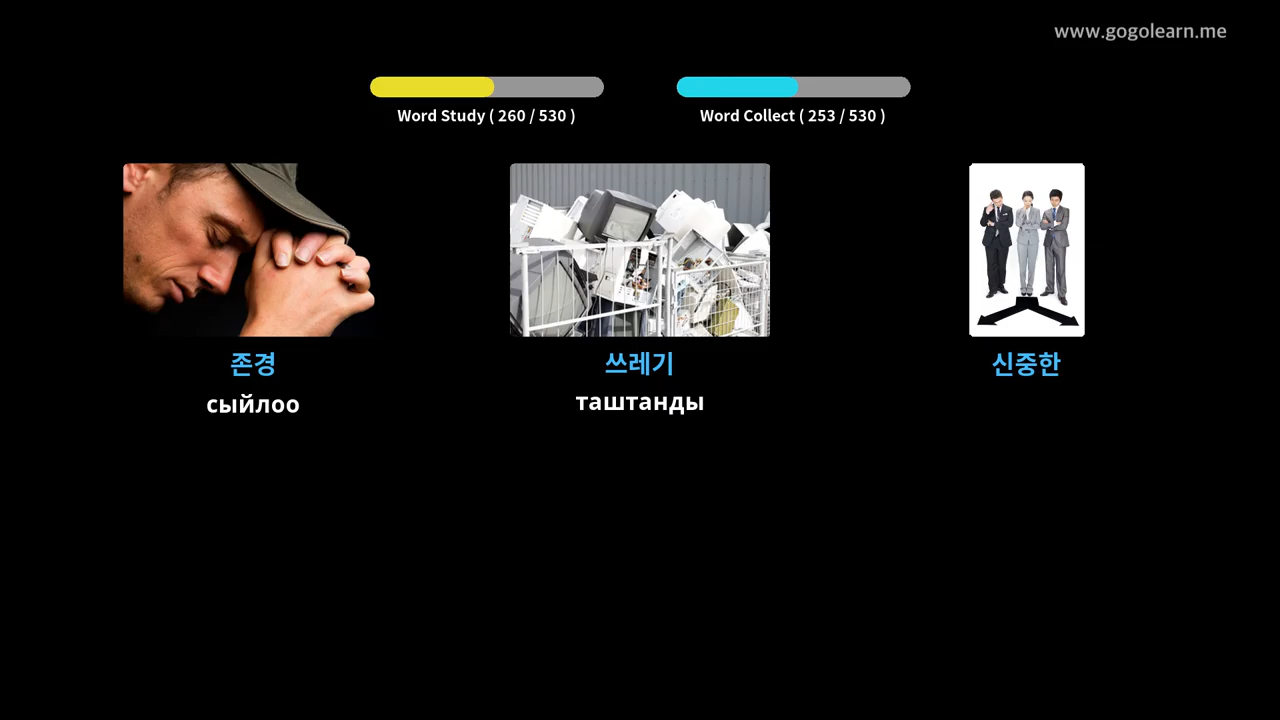 www.gogolearn.me
Word Study ( 260 / 530 )
Word Collect ( 253 / 530 )
존경
쓰레기
신중한
сыйлоо
таштанды